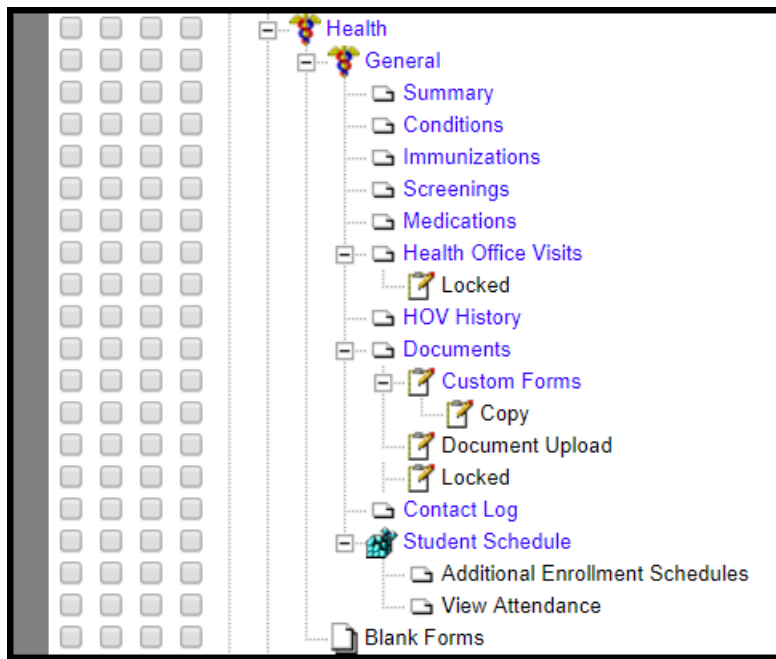 Health
General
Summary
Conditions
Immunizations
Screenings
Medications
Health Office Visits
Locked
HOV History
Documents
Custom Forms
Copy
Document Upload
Locked
Contact Log
Student Schedule
Additional Enrollment Schedules
View Attendance
Blank Forms